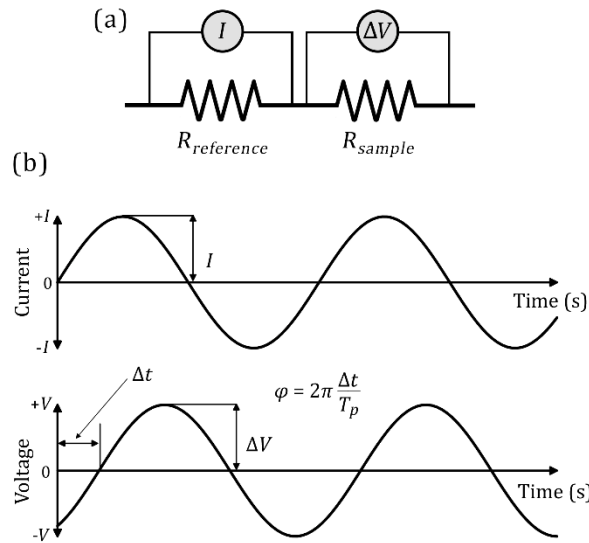 (a)
I
ΔV
R_reference
R_sample
(b)
+I
Current
0
-I
I
Time (s)
Δt
φ = 2π Δt/T_p
+V
Voltage
0
-V
ΔV
Time (s)